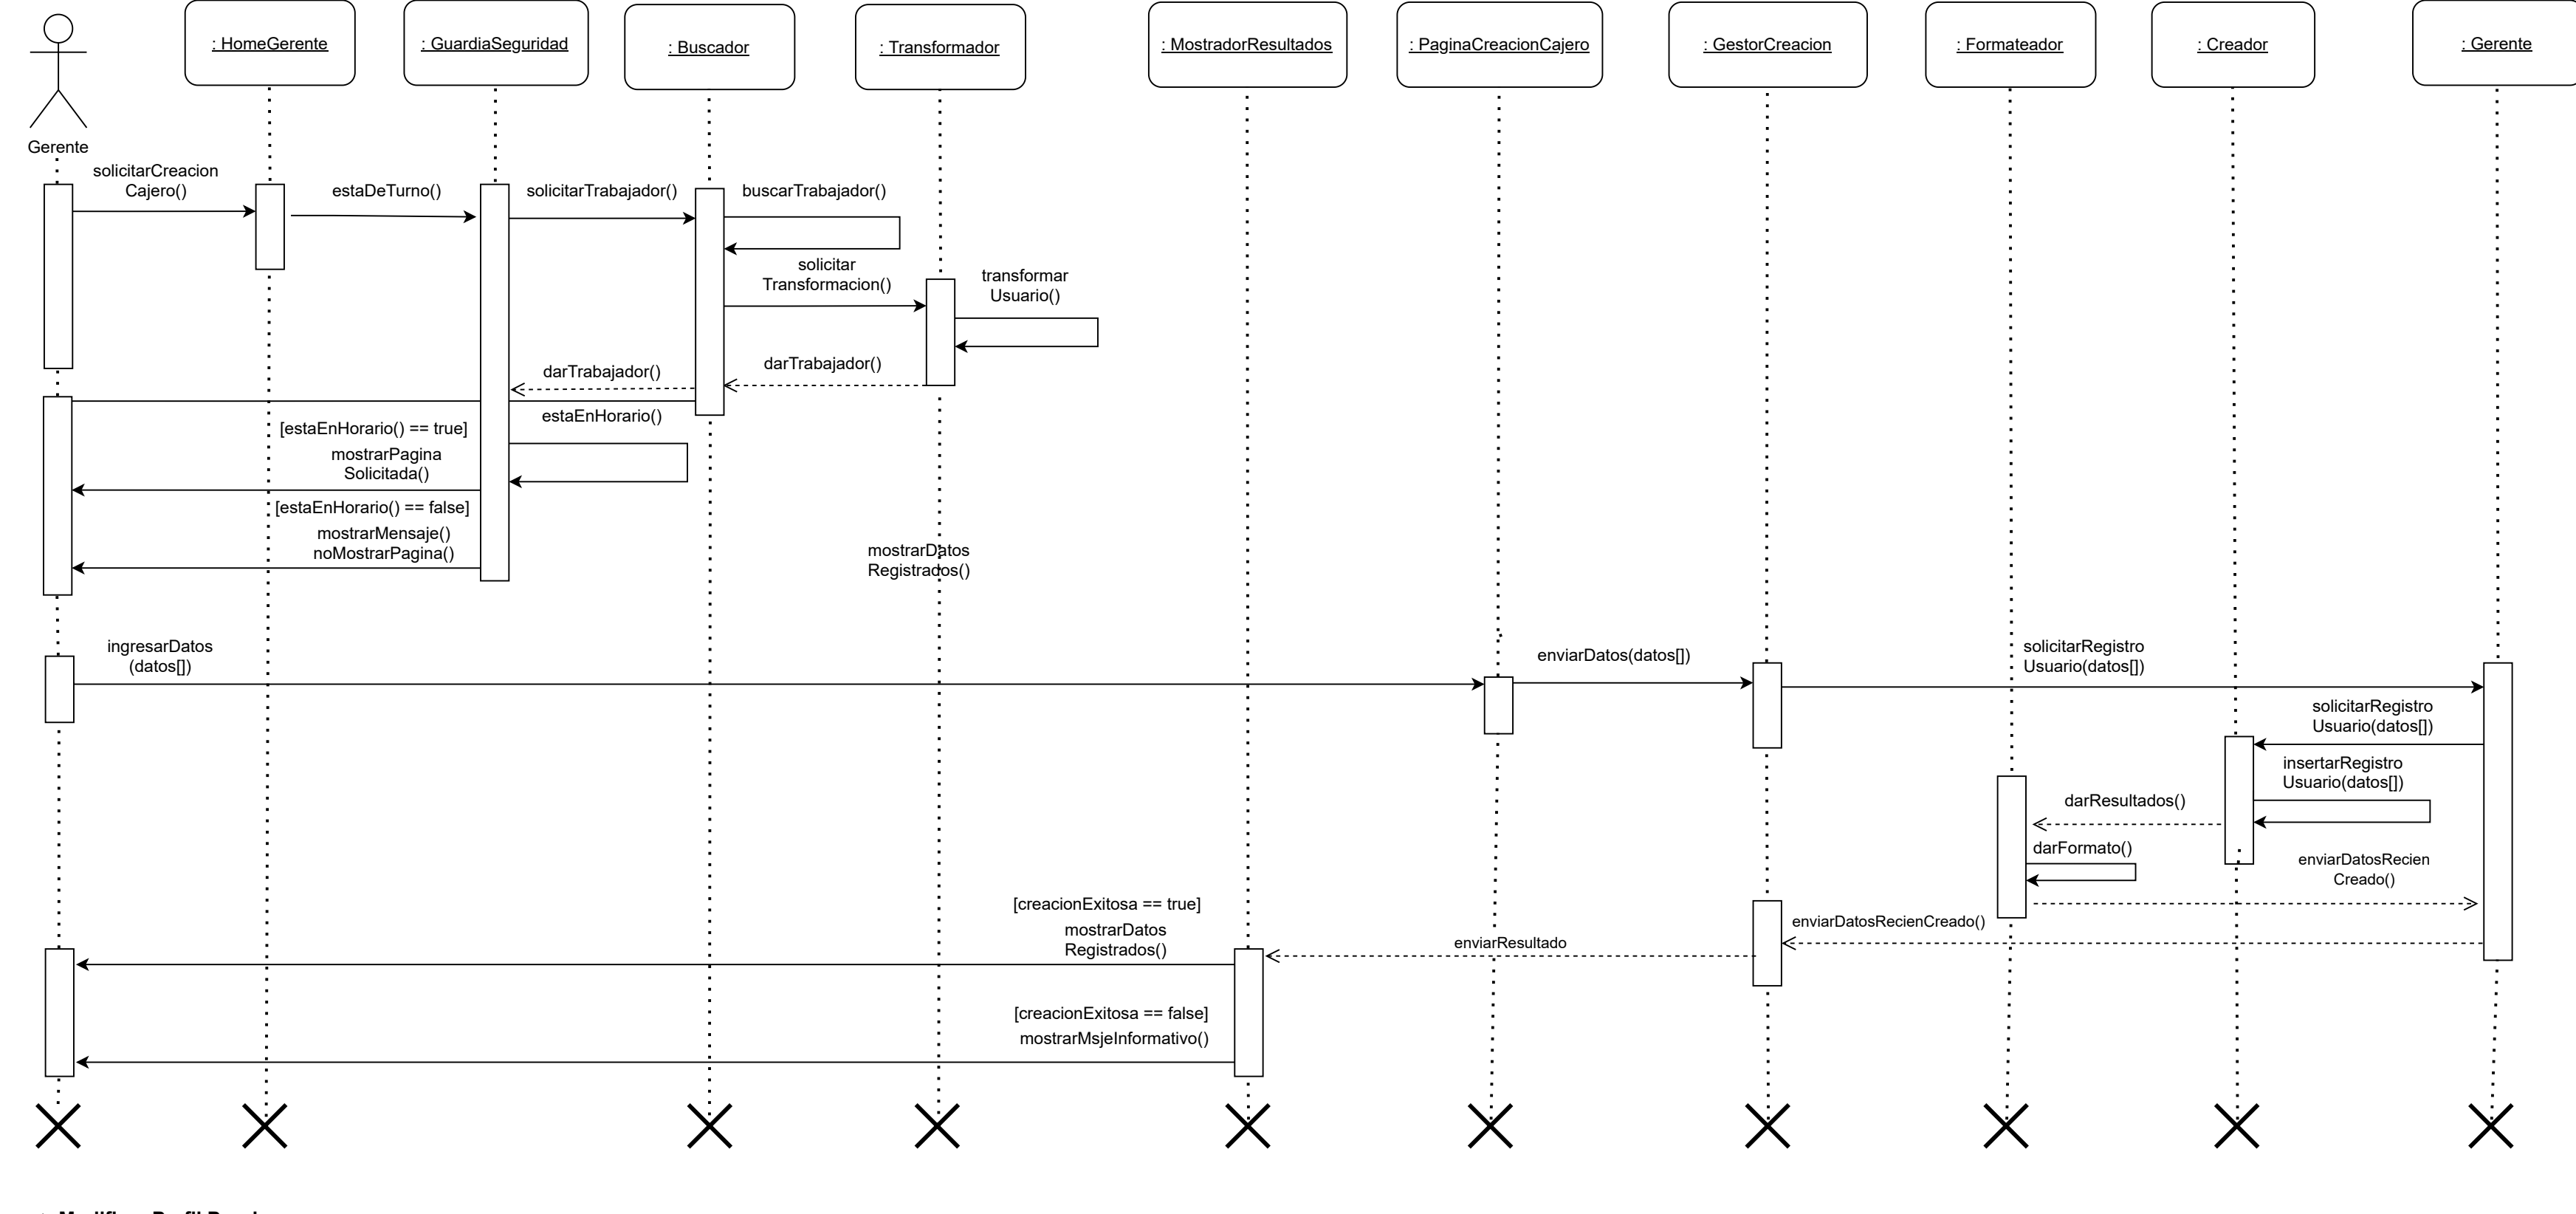 : HomeGerente
: GuardiaSeguridad
: Buscador
: Transformador
: MostradorResultados
: PaginaCreacionCajero
: GestorCreacion
: Formateador
: Creador
: Gerente
Gerente
solicitarCreacion
Cajero()
estaDeTurno()
solicitarTrabajador()
buscarTrabajador()
solicitar
Transformacion()
transformar
Usuario()
darTrabajador()
darTrabajador()
estaEnHorario()
[estaEnHorario() == true]
mostrarPagina
Solicitada()
[estaEnHorario() == false]
mostrarMensaje()
noMostrarPagina()
mostrarDatos
Registrados()
ingresarDatos
(datos[])
enviarDatos(datos[])
solicitarRegistro
Usuario(datos[])
solicitarRegistro
Usuario(datos[])
insertarRegistro
Usuario(datos[])
darResultados()
darFormato()
enviarDatosRecien
Creado()
enviarDatosRecienCreado()
enviarResultado
[creacionExitosa == true]
mostrarDatos
Registrados()
[creacionExitosa == false]
mostrarMsjeInformativo()